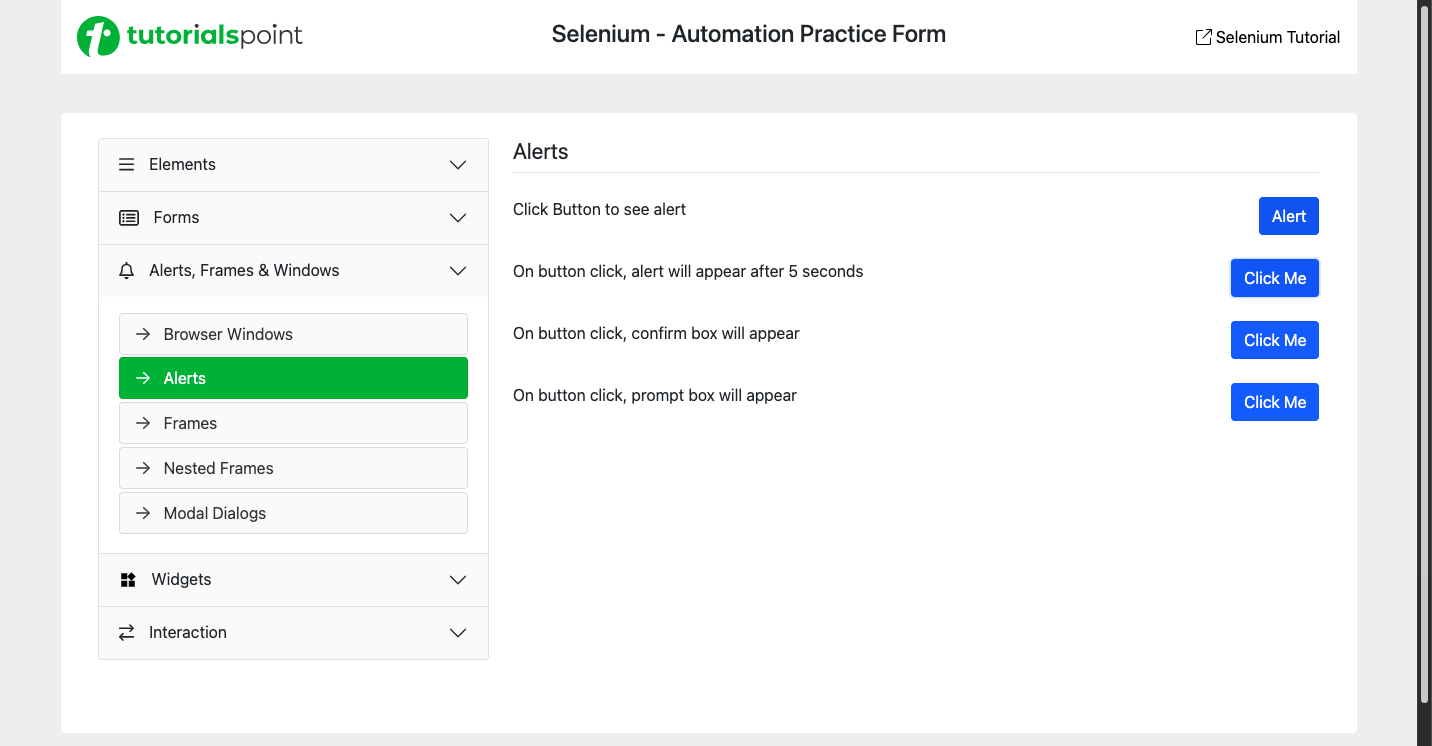 tutorialspoint
Selenium - Automation Practice Form
Selenium Tutorial
Elements
Forms
Alerts, Frames & Windows
Browser Windows
Alerts
Frames
Nested Frames
Modal Dialogs
Widgets
Interaction
Alerts
Click Button to see alert
Alert
On button click, alert will appear after 5 seconds
Click Me
On button click, confirm box will appear
Click Me
On button click, prompt box will appear
Click Me